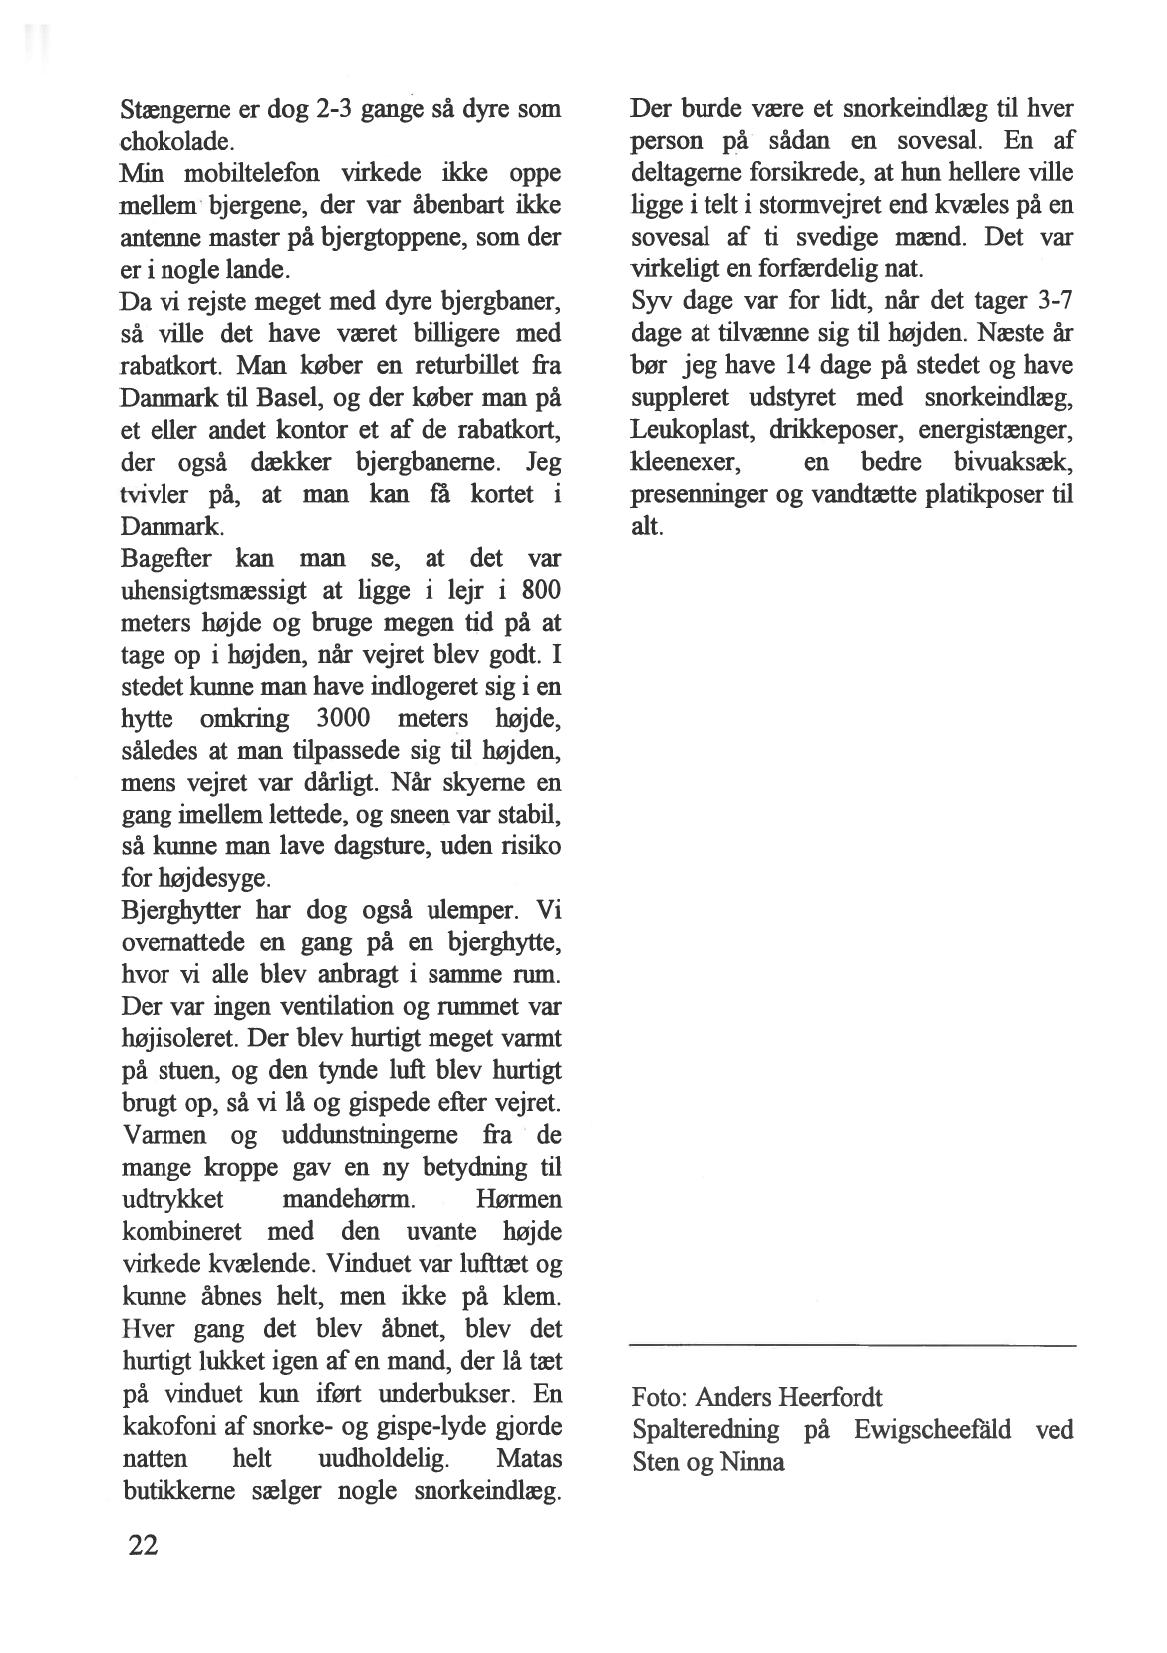 Stængerne er dog 2-3 gange så dyre som
chokolade.
Min mobiltelefon virkede ikke oppe
mellem bjergene, der var åbenbart ikke
antenne master på bjergtoppene, som der
er i nogle lande.
Da vi rejste meget med dyre bjergbaner,
så ville det have været billigere med
rabatkort. Man køber en returbillet fra
Danmark til Basel, og der køber man på
et eller andet kontor et af de rabatkort,
der også dækker bjergbanerne. Jeg
tvivler på, at man kan få kortet i
Danmark.
Bagefter kan man se, at det var
uhensigtsmæssigt at ligge i lejr i 800
meters højde og bruge megen tid på at
tage op i højden, når vejret blev godt. I
stedet kunne man have indlogeret sig i en
hytte omkring 3000 meters højde,
således at man tilpassede sig til højden,
mens vejret var dårligt. Når skyerne en
gang imellem lettede, og sneen var stabil,
så kunne man lave dagsture, uden risiko
for højdesyge.
Bjerghytter har dog også ulemper. Vi
overnattede en gang på en bjerghytte,
hvor vi alle blev anbragt i samme rum.
Der var ingen ventilation og rummet var
højisoleret. Der blev hurtigt meget varmt
på stuen, og den tynde luft blev hurtigt
brugt op, så vi lå og gispede efter vejret.
Varmen og uddunstningerne fra de
mange kroppe gav en ny betydning til
udtrykket mandehørm. Hørmen
kombineret med den uvante højde
virkede kvælende. Vinduet var lufttæt og
kunne åbnes helt, men ikke på klem.
Hver gang det blev åbnet, blev det
hurtigt lukket igen af en mand, der lå tæt
på vinduet kun iført underbukser. En
kakofoni af snorke- og gispe-lyde gjorde
natten helt uudholdelig. Matas
butikkerne sælger nogle snorkeindlæg.
Der burde være et snorkeindlæg til hver
person på sådan en sovesal. En af
deltagerne forsikrede, at hun hellere ville
ligge i telt i stormvejret end kvæles på en
sovesal af ti svedige mænd. Det var
virkeligt en forfærdelig nat.
Syv dage var for lidt, når det tager 3-7
dage at tilvænne sig til højden. Næste år
bør jeg have 14 dage på stedet og have
suppleret udstyret med snorkeindlæg,
Leukoplast, drikkeposer, energistænger,
kleenexer, en bedre bivuaksæk,
presenninger og vandtætte platikposer til
alt.
Foto: Anders Heerfordt
Spalteredning på Ewigscheefäld ved
Sten og Ninna
22